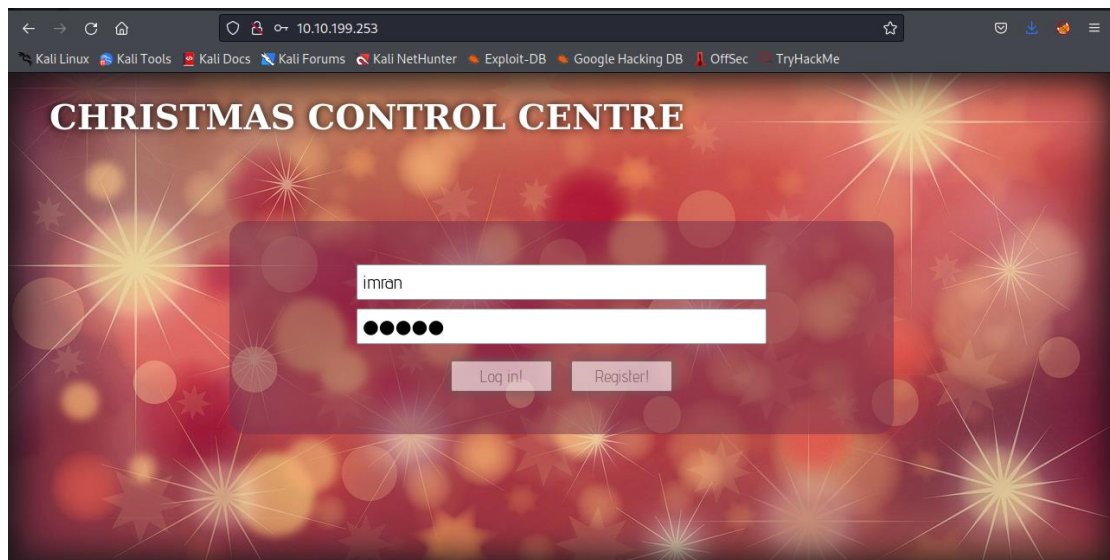 10.10.199.253
Kali Linux Kali Tools Kali Docs Kali Forums Kali NetHunter Exploit-DB Google Hacking DB OffSec TryHackMe
CHRISTMAS CONTROL CENTRE
imran
●●●●●
Log in! Register!